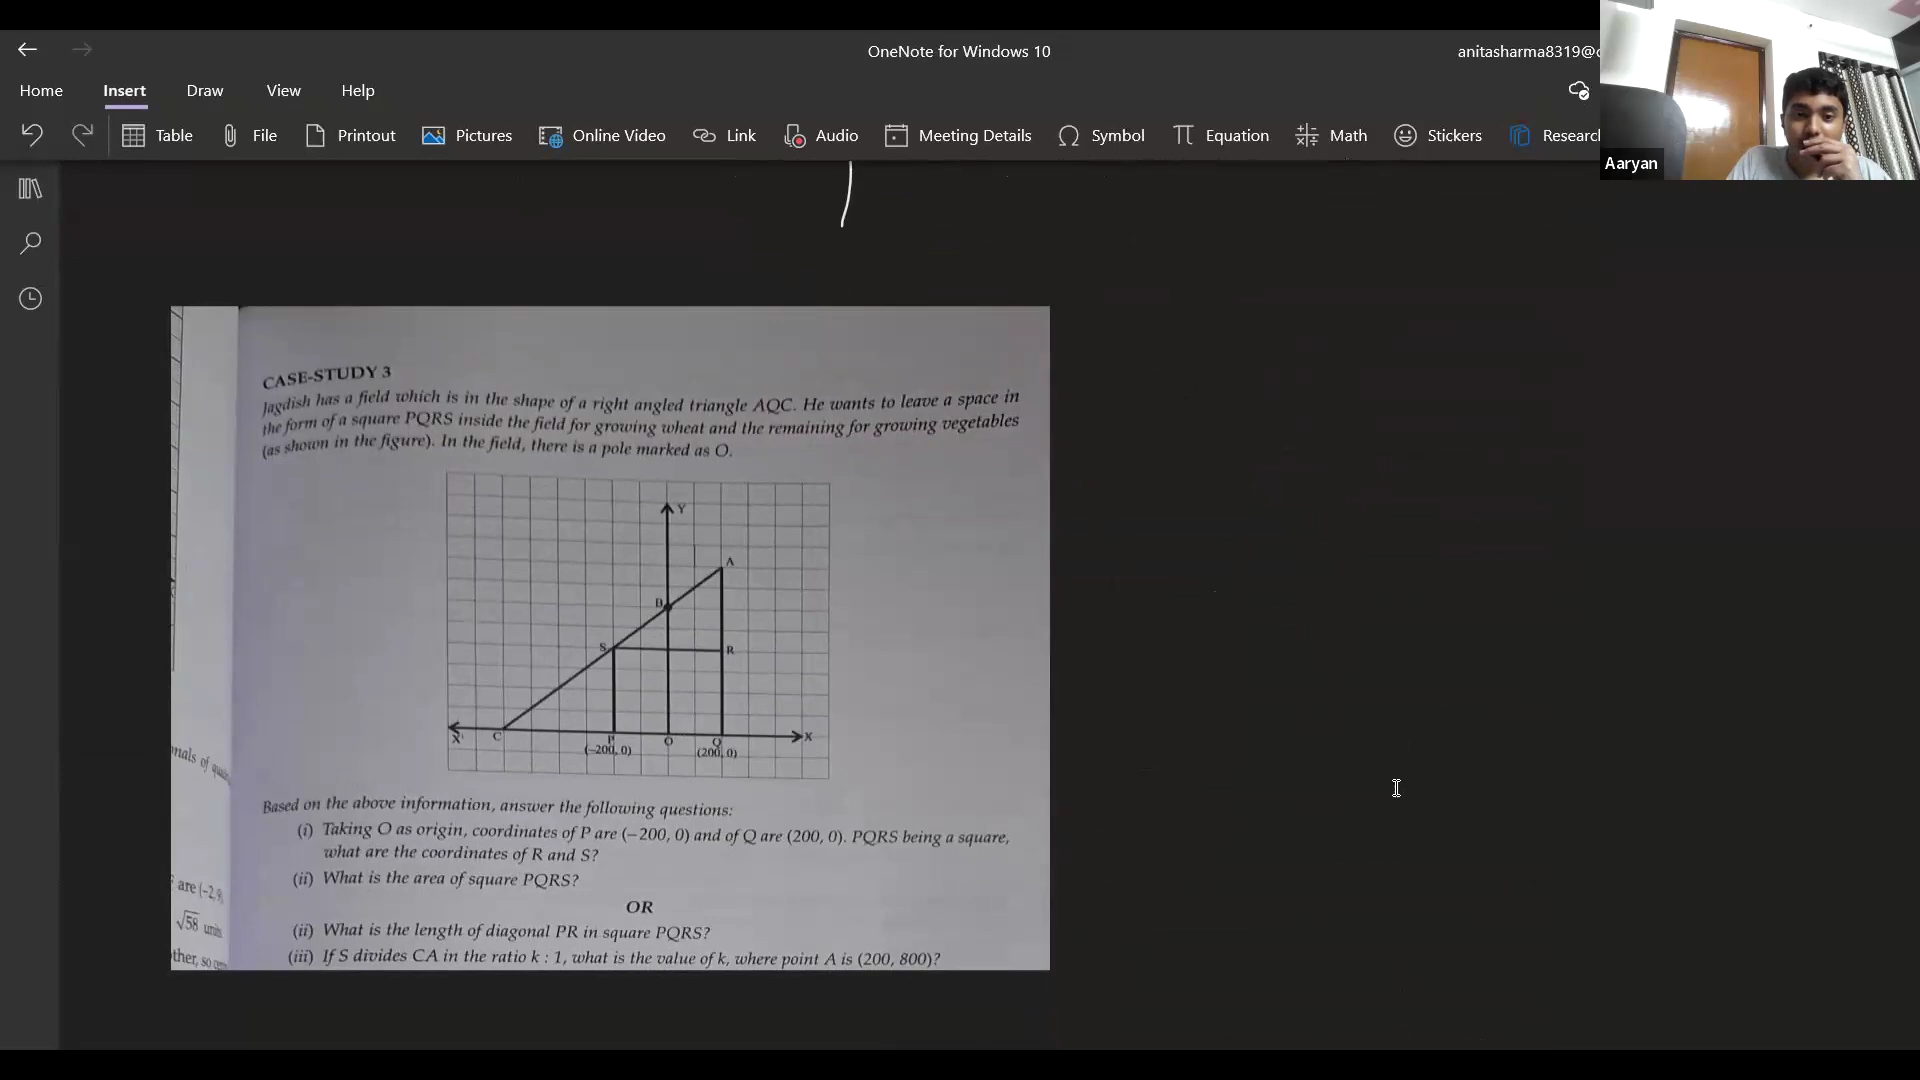 OneNote for Windows 10
anitasharma8319@
Home Insert Draw View Help
Table File Printout Pictures Online Video Link Audio Meeting Details Symbol Equation Math Stickers Research
Aaryan
CASE-STUDY 3
Jagdish has a field which is in the shape of a right angled triangle AQC. He wants to leave a space in
the form of a square PQRS inside the field for growing wheat and the remaining for growing vegetables
(as shown in the figure). In the field, there is a pole marked as O.
Y
A
B
S R
X' C P O Q X
(−200, 0) (200, 0)
Based on the above information, answer the following questions:
(i) Taking O as origin, coordinates of P are (−200, 0) and of Q are (200, 0). PQRS being a square,
what are the coordinates of R and S?
(ii) What is the area of square PQRS?
OR
(ii) What is the length of diagonal PR in square PQRS?
(iii) If S divides CA in the ratio k : 1, what is the value of k, where point A is (200, 800)?
are (−2,9)
√58 units